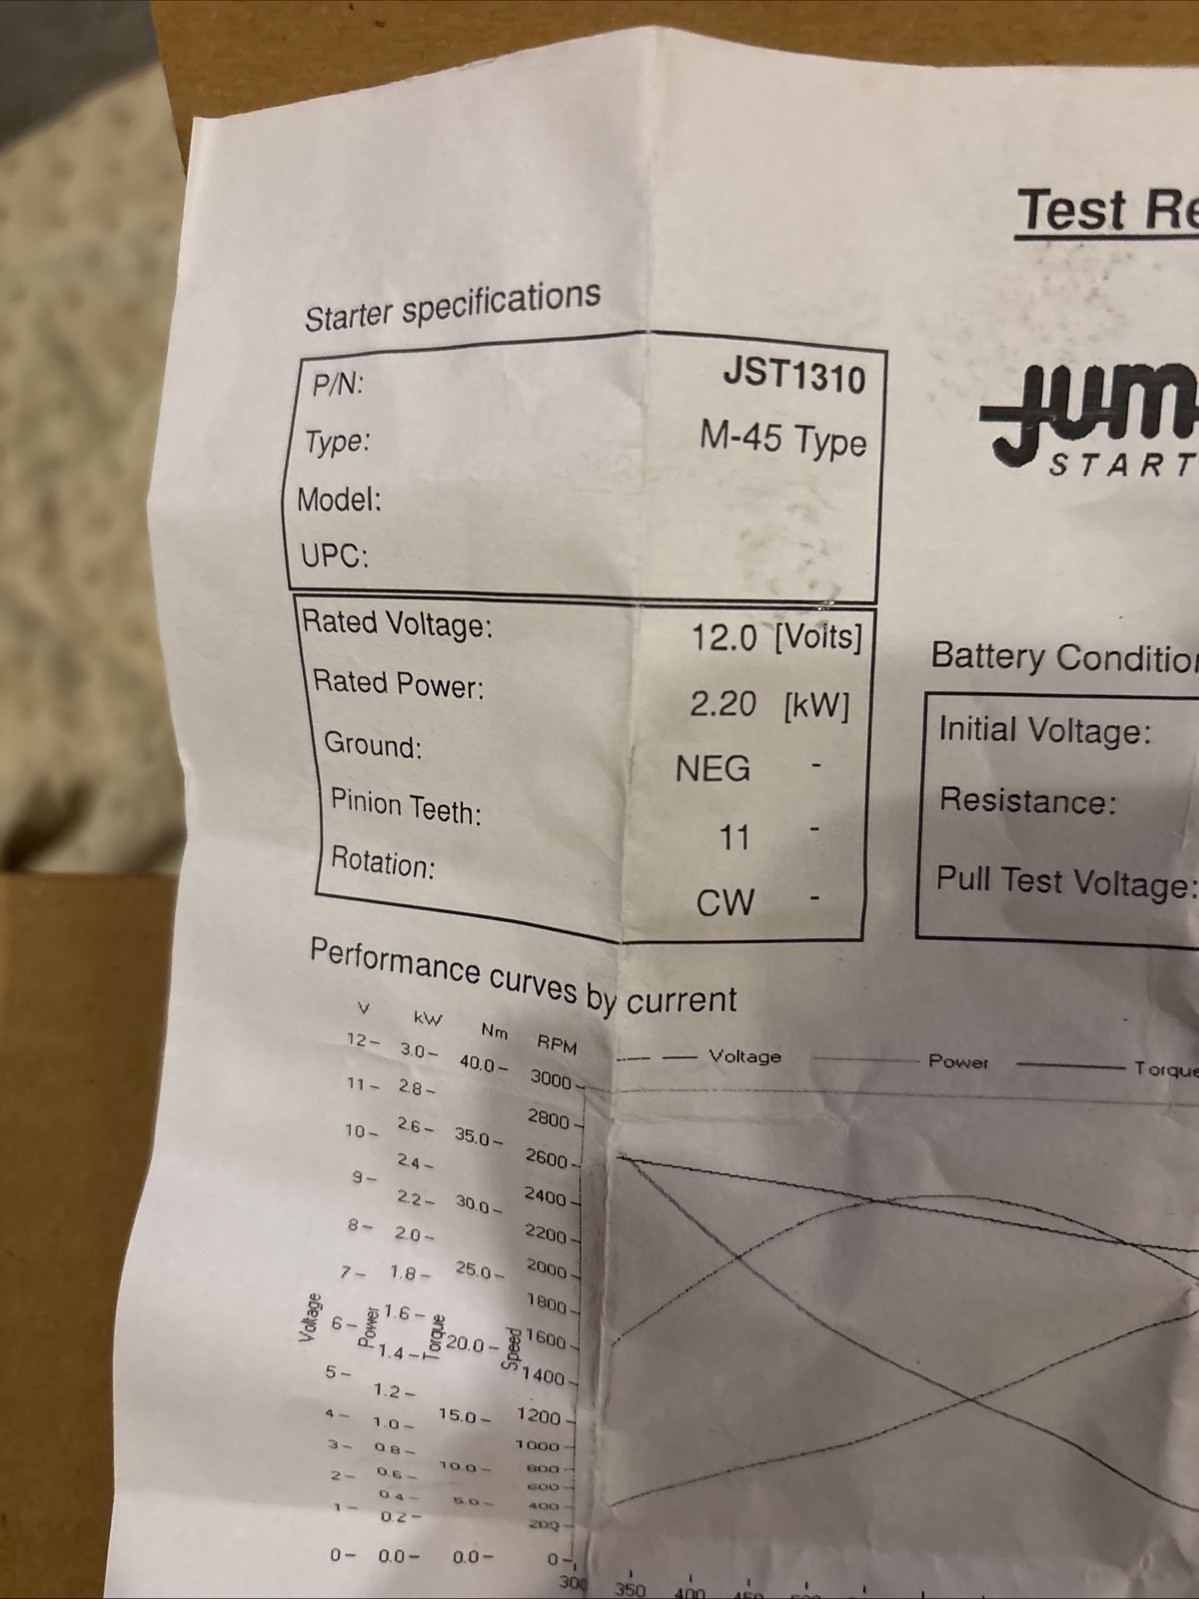 Test Re
Starter specifications
P/N: JST1310
Type: M-45 Type
Model:
UPC:
Jum
START
Rated Voltage: 12.0 [Volts]
Rated Power: 2.20 [kW]
Ground: NEG -
Pinion Teeth: 11 -
Rotation: CW -
Battery Condition
Initial Voltage:
Resistance:
Pull Test Voltage:
Performance curves by current
V kW Nm RPM
Voltage Power Torque
12 3.0 40.0 3000
11 2.8 2800
10 2.6 35.0 2600
2.4
9 2.2 30.0 2400
8 2.0 2200
7 1.8 25.0 2000
1.6 1800
6 20.0 1600
1.4 1400
5 1.2
4 1.0 15.0 1200
3 0.8 1000
10.0 800
2 0.6 600
0.4 5.0 400
1 0.2 200
0 0.0 0.0 0
Voltage Power Torque Speed
300 350 400